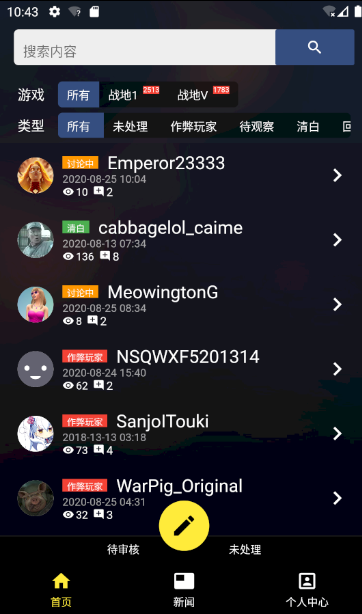 10:43
搜索内容
游戏 所有 战地1 2513 战地V 1783
类型 所有 未处理 作弊玩家 待观察 清白
讨论中 Emperor23333
2020-08-25 10:04
10 2
清白 cabbagelol_caime
2020-08-13 07:34
136 8
讨论中 MeowingtonG
2020-08-25 08:34
8 2
作弊玩家 NSQWXF5201314
2020-08-24 15:40
62 2
作弊玩家 SanjolTouki
2018-13-13 03:18
73 4
作弊玩家 WarPig_Original
2020-08-25 04:31
32 3
待审核 未处理
首页 新闻 个人中心